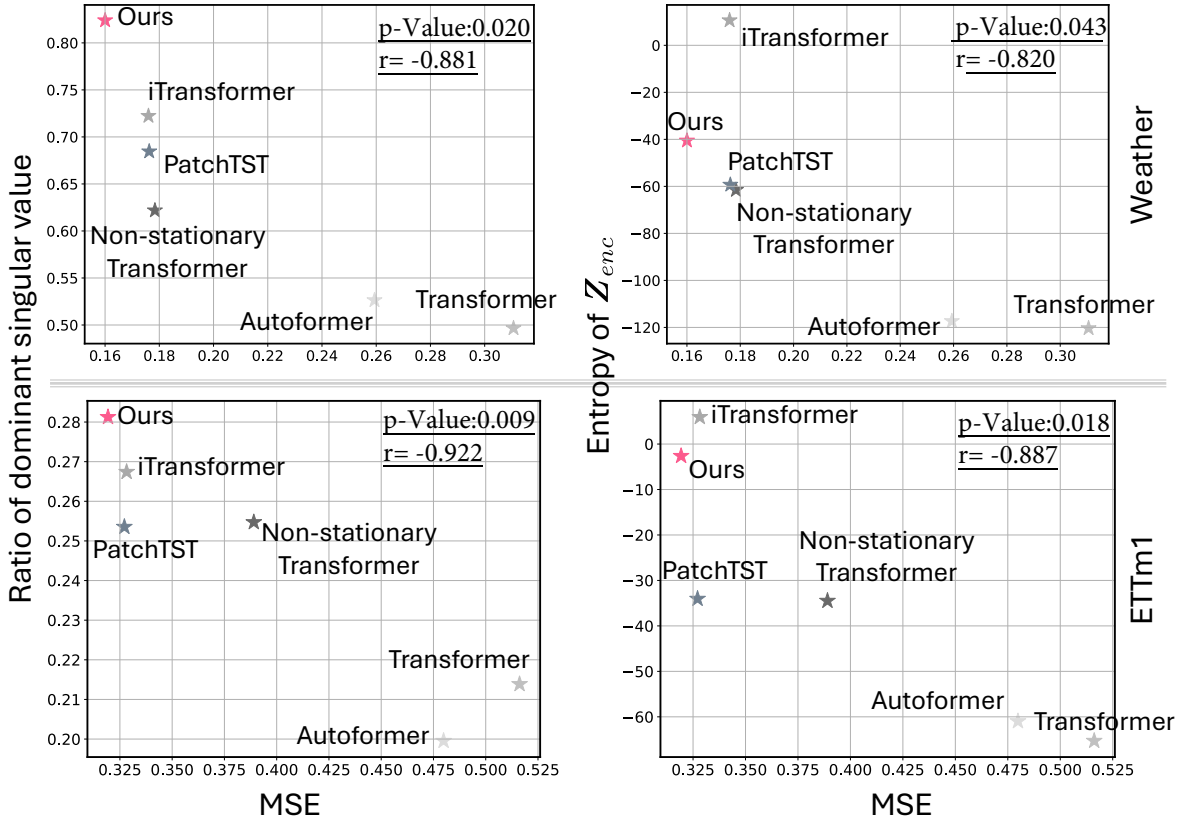 Ratio of dominant singular value
0.80
0.75
0.70
0.65
0.60
0.55
0.50
Ours
p-Value:0.020
r= -0.881
iTransformer
PatchTST
Non-stationary
Transformer
Autoformer
Transformer
0.16
0.18
0.20
0.22
0.24
0.26
0.28
0.30
Entropy of Z_enc
0
−20
−40
−60
−80
−100
−120
p-Value:0.043
r= -0.820
iTransformer
Ours
PatchTST
Non-stationary
Transformer
Autoformer
Transformer
0.16
0.18
0.20
0.22
0.24
0.26
0.28
0.30
Weather
0.28
0.27
0.26
0.25
0.24
0.23
0.22
0.21
0.20
Ours
p-Value:0.009
r= -0.922
iTransformer
PatchTST
Non-stationary
Transformer
Transformer
Autoformer
0.325
0.350
0.375
0.400
0.425
0.450
0.475
0.500
0.525
MSE
0
−10
−20
−30
−40
−50
−60
iTransformer
p-Value:0.018
r= -0.887
Ours
Non-stationary
Transformer
PatchTST
Autoformer
Transformer
0.325
0.350
0.375
0.400
0.425
0.450
0.475
0.500
0.525
MSE
ETTm1